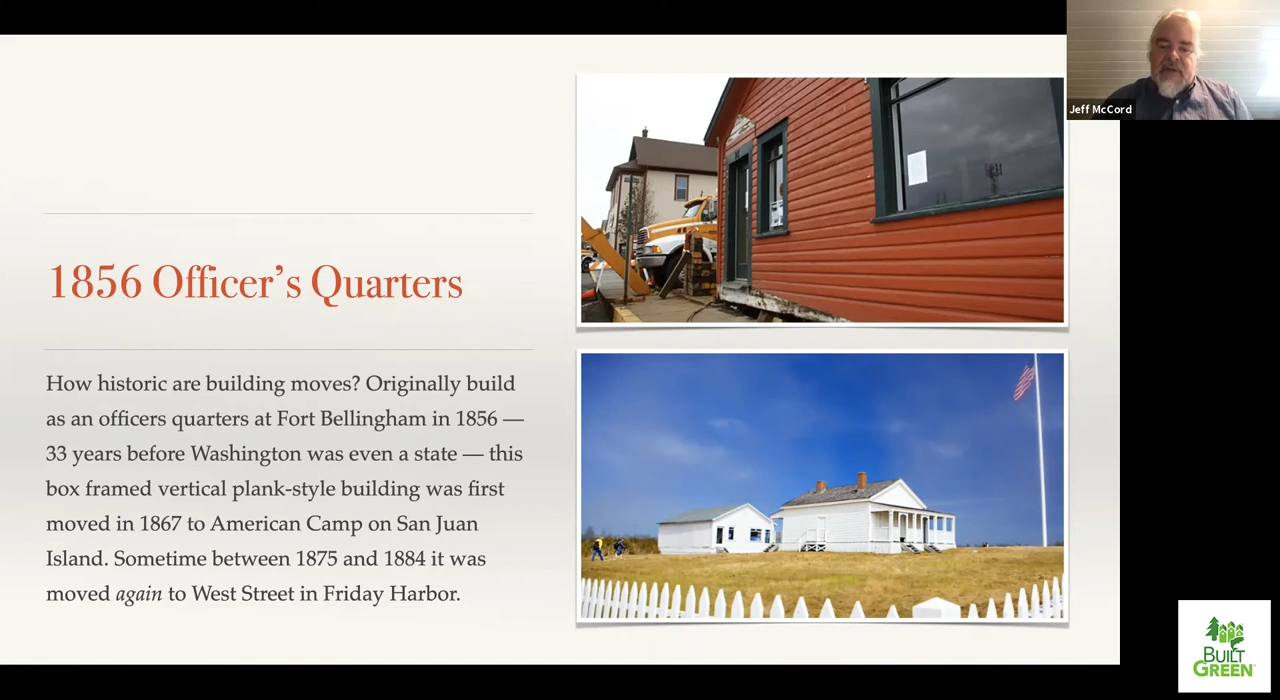 1856 Officer's Quarters
How historic are building moves? Originally build
as an officers quarters at Fort Bellingham in 1856 —
33 years before Washington was even a state — this
box framed vertical plank-style building was first
moved in 1867 to American Camp on San Juan
Island. Sometime between 1875 and 1884 it was
moved again to West Street in Friday Harbor.
Jeff McCord
BUILT
GREEN